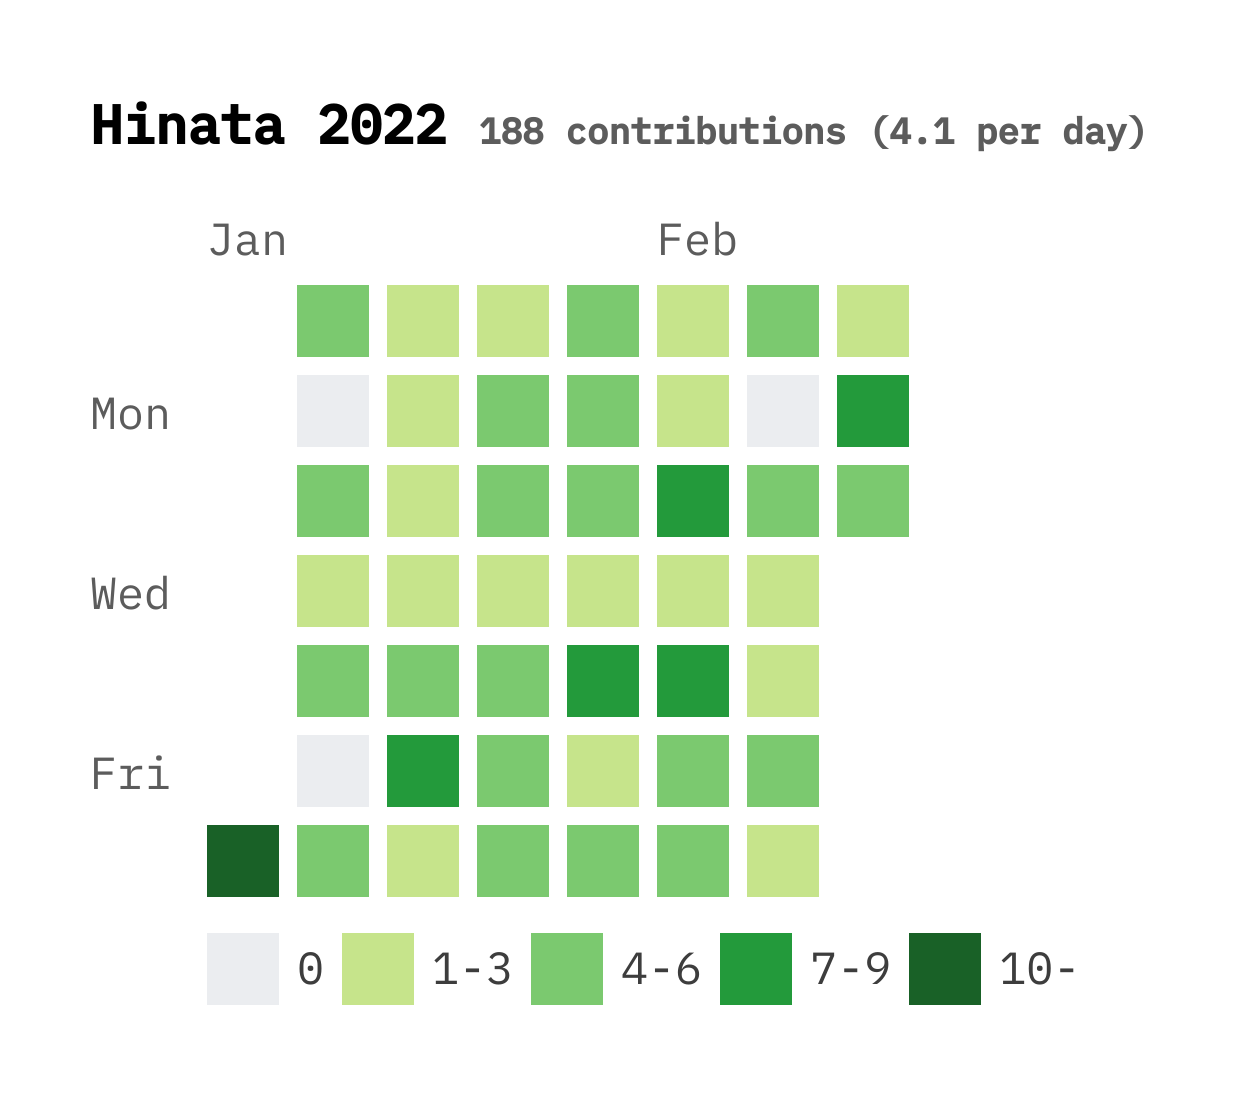 Hinata 2022 188 contributions (4.1 per day)
Jan Feb
Mon
Wed
Fri
0 1-3 4-6 7-9 10-